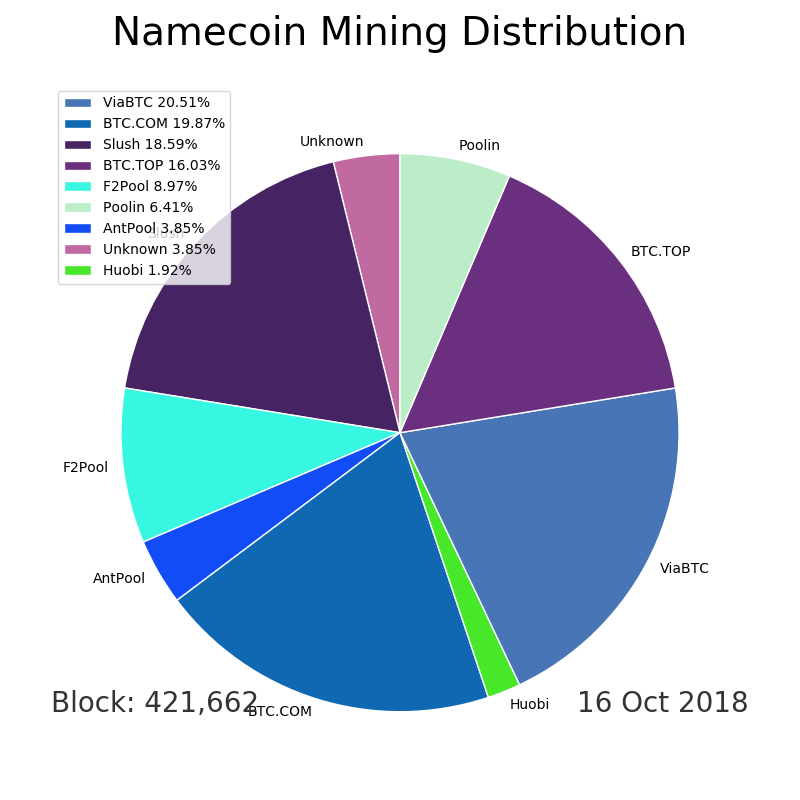 Namecoin Mining Distribution
ViaBTC 20.51%
BTC.COM 19.87%
Slush 18.59%
BTC.TOP 16.03%
F2Pool 8.97%
Poolin 6.41%
AntPool 3.85%
Unknown 3.85%
Huobi 1.92%
Unknown
Poolin
Slush
BTC.TOP
F2Pool
ViaBTC
AntPool
Huobi
BTC.COM
Block: 421,662
16 Oct 2018